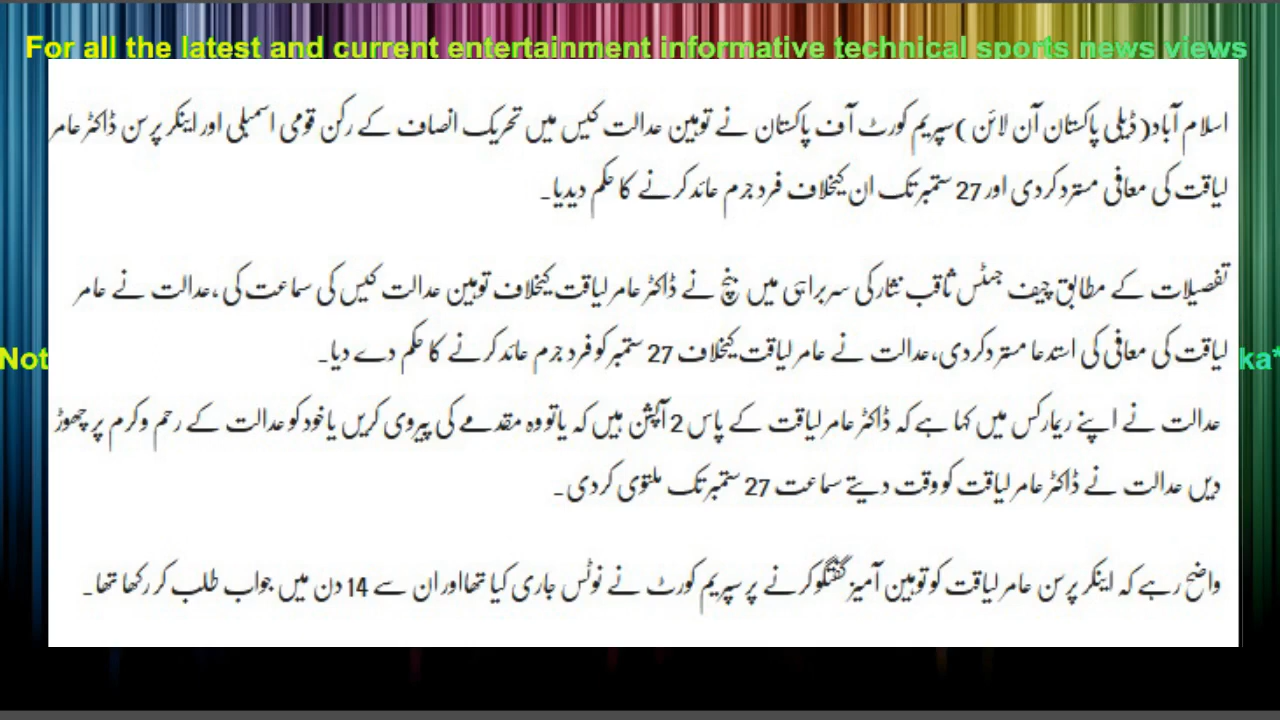 For all the latest and current entertainment informative technical sports news views
اسلام آباد(ڈیلی پاکستان آن لائن )سپریم کورٹ آف پاکستان نے توہین عدالت کیس میں تحریک انصاف کے رکن قومی اسمبلی اور اینکر پرسن ڈاکٹر عامر
لیاقت کی معافی مسترد کردی اور 27 ستمبر تک ان کیخلاف فرد جرم عائد کرنے کا حکم دیدیا۔
تفصیلات کے مطابق چیف جسٹس ثاقب نثار کی سربراہی میں بنچ نے ڈاکٹر عامر لیاقت کیخلاف توہین عدالت کیس کی سماعت کی ،عدالت نے عامر
لیاقت کی معافی کی استدعا مسترد کردی،عدالت نے عامر لیاقت کیخلاف 27 ستمبر کو فرد جرم عائد کرنے کا حکم دے دیا۔
Not
ka*
عدالت نے اپنے ریمارکس میں کہا ہے کہ ڈاکٹر عامر لیاقت کے پاس 2 آپشن ہیں کہ یاتو وہ مقدمے کی پیروی کریں یا خود کو عدالت کے رحم و کرم پر چھوڑ
دیں عدالت نے ڈاکٹر عامر لیاقت کو وقت دیتے سماعت 27 ستمبر تک ملتوی کردی۔
واضح رہے کہ اینکر پرسن عامر لیاقت کو توہین آمیز گفتگو کرنے پر سپریم کورٹ نے نوٹس جاری کیا تھااور ان سے 14 دن میں جواب طلب کر رکھا تھا۔